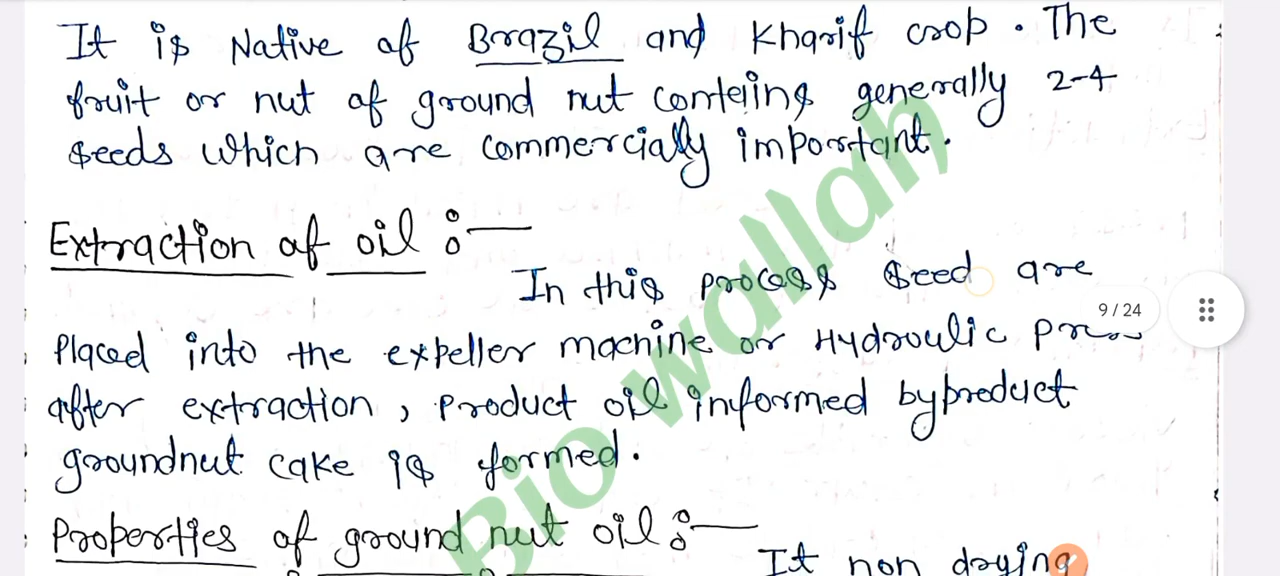 It is Native of Brazil and Kharif crop. The
fruit or nut of ground nut contains generally 2-4
seeds which are commercially important.
Extraction of oil :—
In this process seed are
9 / 24
Placed into the expeller machine or Hydroulic
after extraction, Product oil informed byproduct
groundnut cake is formed.
Properties of ground nut oil :—
It non drying
Bio wallah